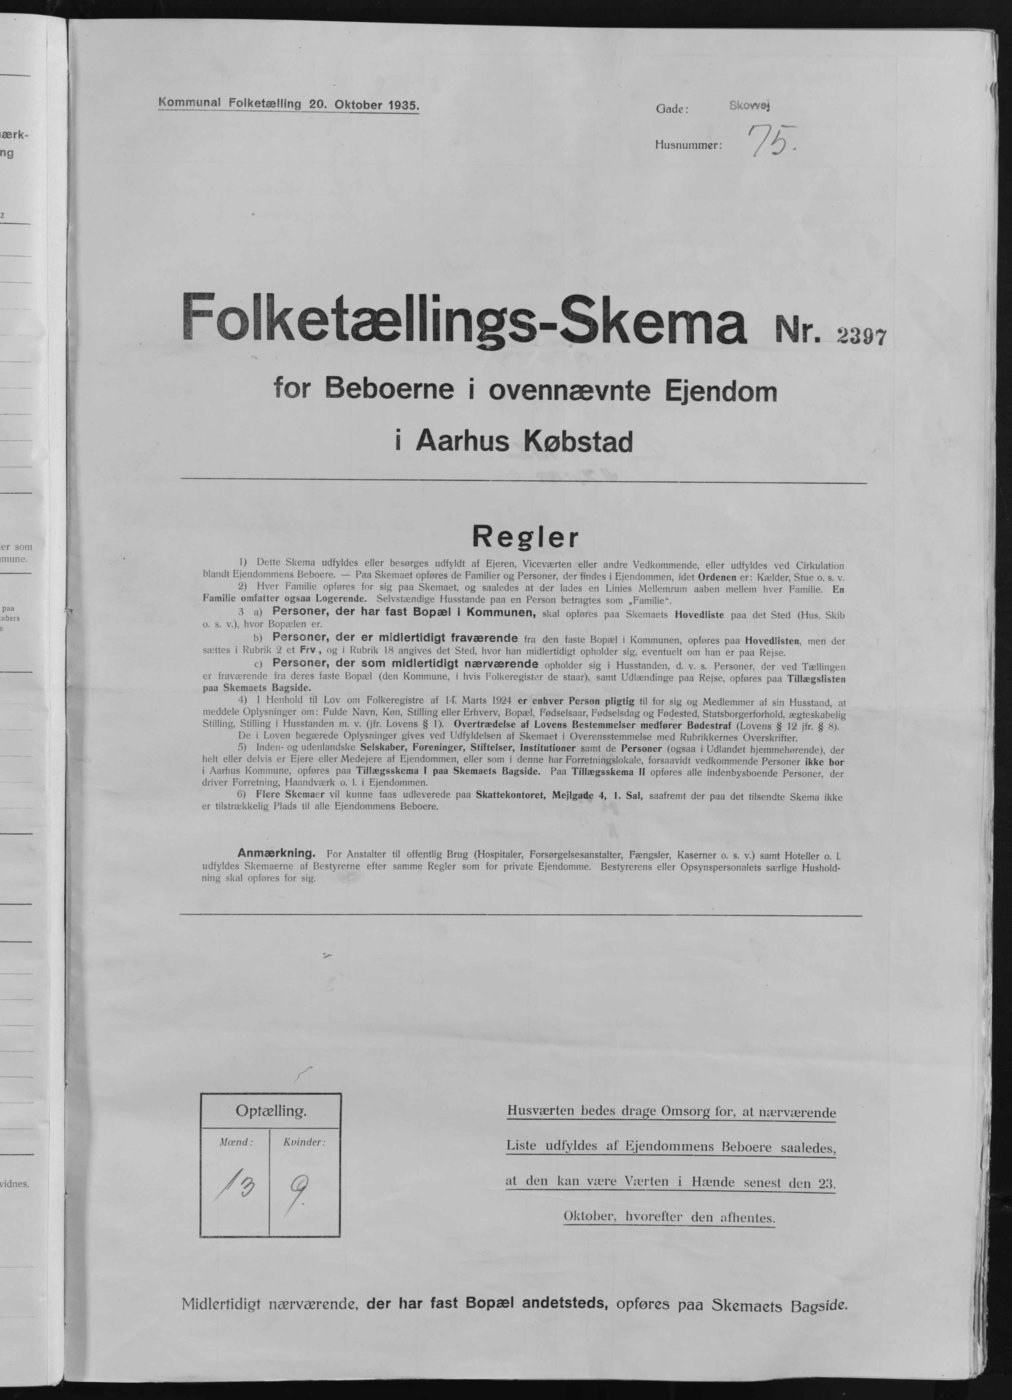 Kommunal Folketælling 20. Oktober 1935.
Gade: Skovvej
Husnummer: 75.
Folketællings-Skema Nr. 2397
for Beboerne i ovennævnte Ejendom
i Aarhus Købstad
Regler
1) Dette Skema udfyldes eller besørges udfyldt af Ejeren, Viceværten eller andre Vedkommende, eller udfyldes ved Cirkulation
blandt Ejendommens Beboere. — Paa Skemaet opføres de Familier og Personer, der findes i Ejendommen, idet Ordenen er: Kælder, Stue o. s. v.
2) Hver Familie opføres for sig paa Skemaet, og saaledes at der lades en Linies Mellemrum aaben mellem hver Familie. En
Familie omfatter ogsaa Logerende. Selvstændige Husstande paa en Person betragtes som „Familie“.
3 a) Personer, der har fast Bopæl i Kommunen, skal opføres paa Skemaets Hovedliste paa det Sted (Hus, Skib
o. s. v.), hvor Bopælen er.
b) Personer, der er midlertidigt fraværende fra den faste Bopæl i Kommunen, opføres paa Hovedlisten, men der
sættes i Rubrik 2 et Frv., og i Rubrik 18 angives det Sted, hvor han midlertidigt opholder sig, eventuelt om han er paa Rejse.
c) Personer, der som midlertidigt nærværende opholder sig i Husstanden, d. v. s. Personer, der ved Tællingen
er fraværende fra deres faste Bopæl (den Kommune, i hvis Folkeregister de staar), samt Udlændinge paa Rejse, opføres paa Tillægslisten
paa Skemaets Bagside.
4) I Henhold til Lov om Folkeregistre af 14. Marts 1924 er enhver Person pligtig til for sig og Medlemmer af sin Husstand, at
meddele Oplysninger om: Fulde Navn, Køn, Stilling eller Erhverv, Bopæl, Fødselsaar, Fødselsdag og Fødested, Statsborgerforhold, ægteskabelig
Stilling, Stilling i Husstanden m. v. (jfr. Lovens § 1). Overtrædelse af Lovens Bestemmelser medfører Bødestraf (Lovens § 12 jfr. § 8).
De i Loven begærede Oplysninger gives ved Udfyldelsen af Skemaet i Overensstemmelse med Rubrikkernes Overskrifter.
5) Inden- og udenlandske Selskaber, Foreninger, Stiftelser, Institutioner samt de Personer (ogsaa i Udlandet hjemmehørende), der
helt eller delvis er Ejere eller Medejere af Ejendommen, eller som i denne har Forretningslokale, forsaavidt vedkommende Personer ikke bor
i Aarhus Kommune, opføres paa Tillægsskema I paa Skemaets Bagside. Paa Tillægsskema II opføres alle indenbysboende Personer, der
driver Forretning, Haandværk o. l. i Ejendommen.
6) Flere Skemaer vil kunne faas udleverede paa Skattekontoret, Mejlgade 4, 1. Sal, saafremt der paa det tilsendte Skema ikke
er tilstrækkelig Plads til alle Ejendommens Beboere.
Anmærkning. For Anstalter til offentlig Brug (Hospitaler, Forsørgelsesanstalter, Fængsler, Kaserner o. s. v.) samt Hoteller o. l.
udfyldes Skemaerne af Bestyrerne efter samme Regler som for private Ejendomme. Bestyrerens eller Opsynspersonalets særlige Hushold-
ning skal opføres for sig.
Optælling.
Mænd: Kvinder:
13 9.
Husværten bedes drage Omsorg for, at nærværende
Liste udfyldes af Ejendommens Beboere saaledes,
at den kan være Værten i Hænde senest den 23.
Oktober, hvorefter den afhentes.
Midlertidigt nærværende, der har fast Bopæl andetsteds, opføres paa Skemaets Bagside.